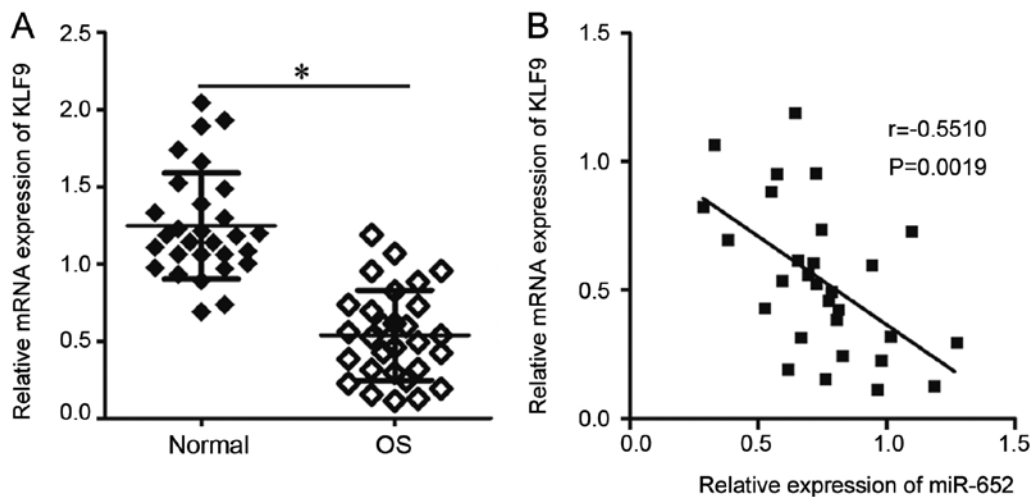 A
Relative mRNA expression of KLF9
2.5
2.0
1.5
1.0
0.5
0.0
*
Normal OS
B
Relative mRNA expression of KLF9
1.5
1.0
0.5
0.0
r=-0.5510
P=0.0019
0.0 0.5 1.0 1.5
Relative expression of miR-652